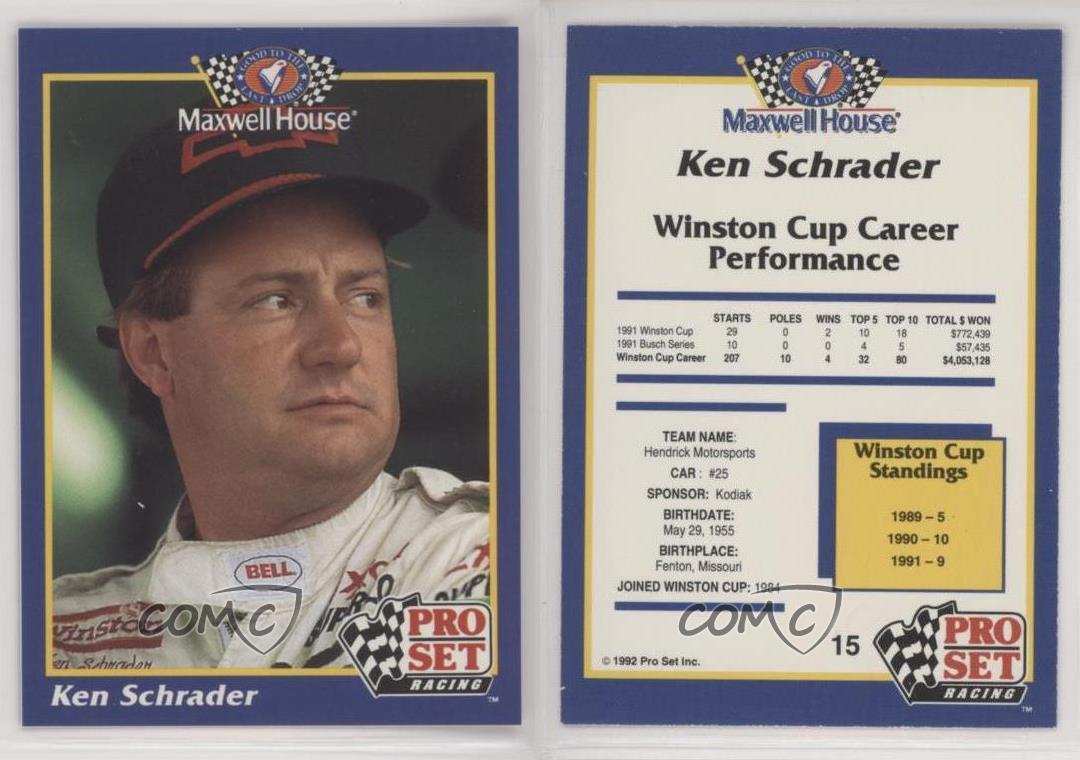 GOOD TO THE
LAST DROP
Maxwell House®
BELL
Winston
Ken Schrader
COMC
PRO
SET
RACING
Ken Schrader
TM
GOOD TO THE
LAST DROP
Maxwell House®
Ken Schrader
Winston Cup Career
Performance
STARTS POLES WINS TOP 5 TOP 10 TOTAL $ WON
1991 Winston Cup 29 0 2 10 18 $772,439
1991 Busch Series 10 0 0 4 5 $57,435
Winston Cup Career 207 10 4 32 80 $4,053,128
TEAM NAME:
Hendrick Motorsports
CAR : #25
SPONSOR: Kodiak
BIRTHDATE:
May 29, 1955
BIRTHPLACE:
Fenton, Missouri
JOINED WINSTON CUP: 1984
Winston Cup
Standings
1989 – 5
1990 – 10
1991 – 9
COMC
© 1992 Pro Set Inc.
15
PRO
SET
RACING
TM